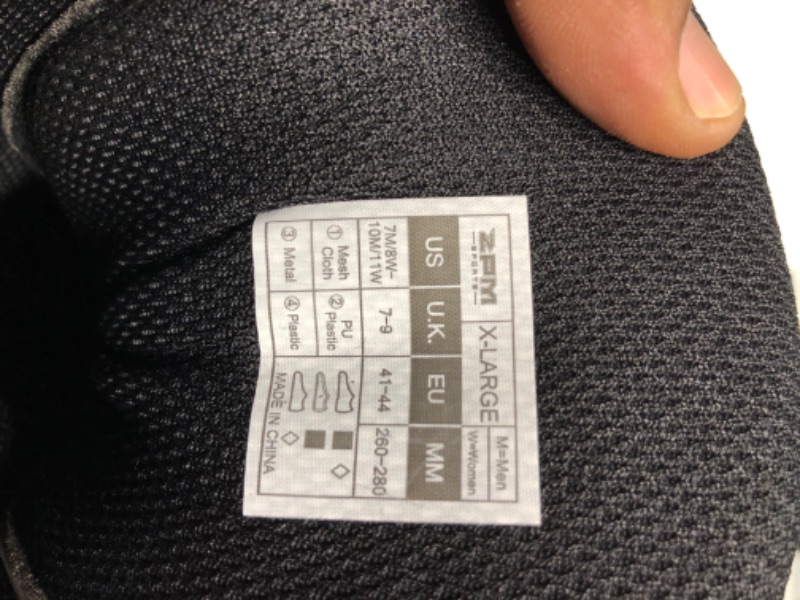 ZFM
—SPORTS—
X-LARGE
M=Men
W=Women
US U.K. EU MM
7M/8W-
10M/11W
7-9 41-44 260-280
① Mesh
Cloth
② PU
Plastic
③ Metal ④ Plastic
MADE IN CHINA